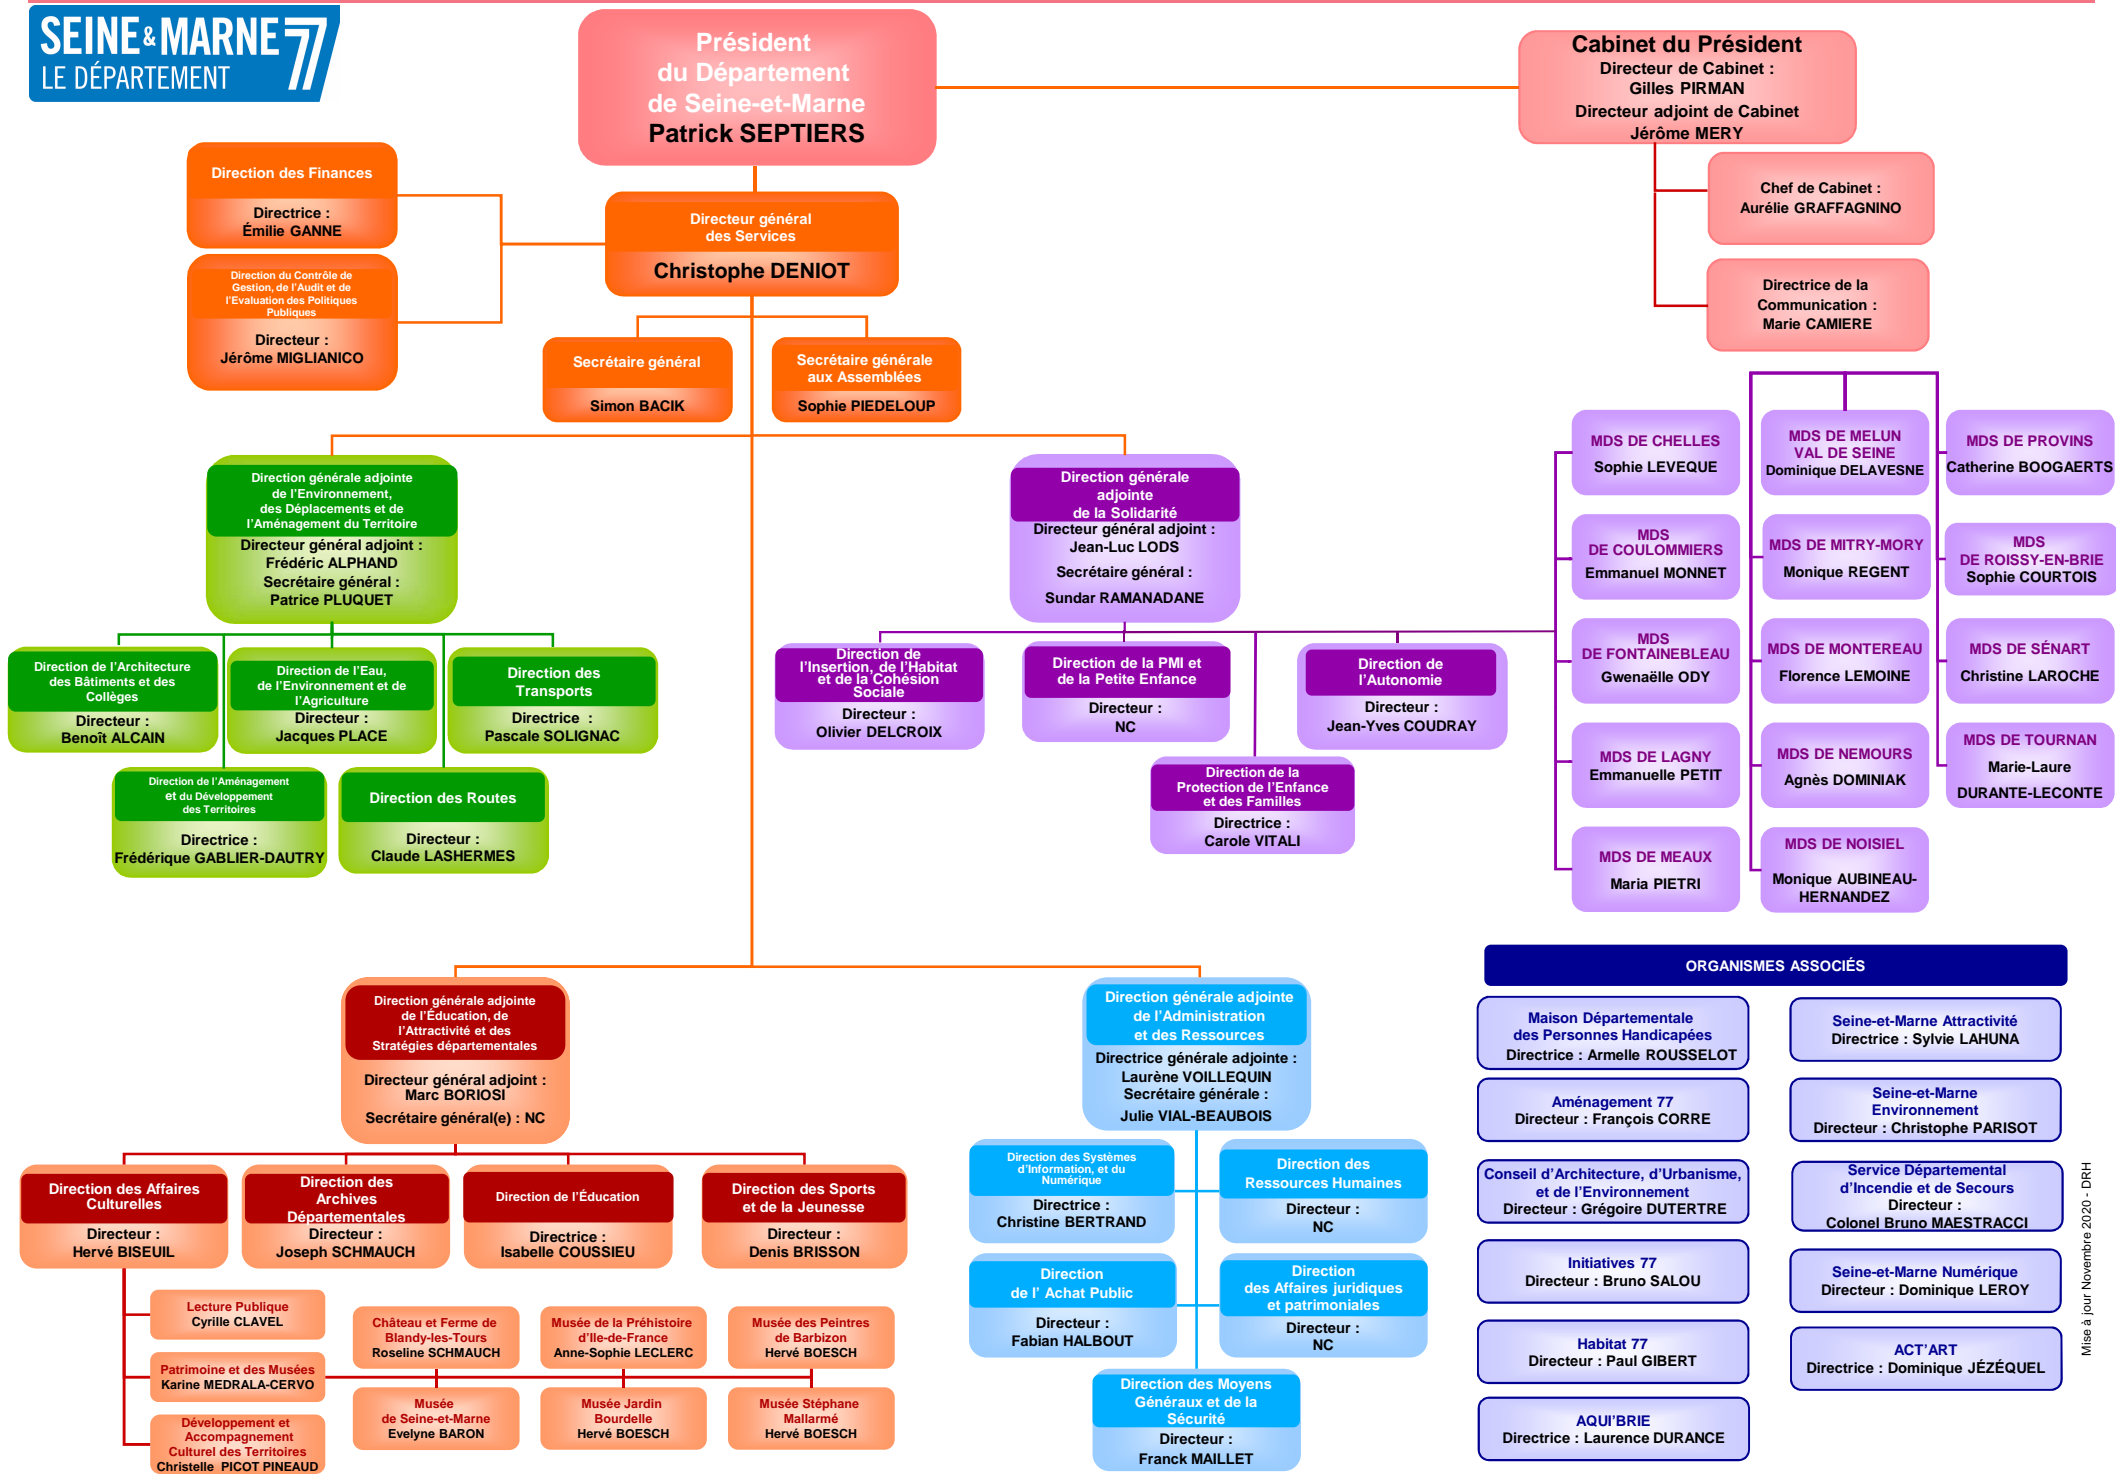 SEINE & MARNE 77
LE DÉPARTEMENT
Président
du Département
de Seine-et-Marne
Patrick SEPTIERS
Cabinet du Président
Directeur de Cabinet :
Gilles PIRMAN
Directeur adjoint de Cabinet
Jérôme MERY
Chef de Cabinet :
Aurélie GRAFFAGNINO
Directrice de la
Communication :
Marie CAMIERE
Direction des Finances
Directrice :
Émilie GANNE
Direction du Contrôle de
Gestion, de l'Audit et de
l'Evaluation des Politiques
Publiques
Directeur :
Jérôme MIGLIANICO
Directeur général
des Services
Christophe DENIOT
Secrétaire général
Simon BACIK
Secrétaire générale
aux Assemblées
Sophie PIEDELOUP
Direction générale adjointe
de l'Environnement,
des Déplacements et de
l'Aménagement du Territoire
Directeur général adjoint :
Frédéric ALPHAND
Secrétaire général :
Patrice PLUQUET
Direction de l'Architecture
des Bâtiments et des
Collèges
Directeur :
Benoît ALCAIN
Direction de l'Eau,
de l'Environnement et de
l'Agriculture
Directeur :
Jacques PLACE
Direction des
Transports
Directrice :
Pascale SOLIGNAC
Direction de l'Aménagement
et du Développement
des Territoires
Directrice :
Frédérique GABLIER-DAUTRY
Direction des Routes
Directeur :
Claude LASHERMES
Direction générale
adjointe
de la Solidarité
Directeur général adjoint :
Jean-Luc LODS
Secrétaire général :
Sundar RAMANADANE
Direction de
l'Insertion, de l'Habitat
et de la Cohésion
Sociale
Directeur :
Olivier DELCROIX
Direction de la PMI et
de la Petite Enfance
Directeur :
NC
Direction de
l'Autonomie
Directeur :
Jean-Yves COUDRAY
Direction de la
Protection de l'Enfance
et des Familles
Directrice :
Carole VITALI
MDS DE CHELLES
Sophie LEVEQUE
MDS
DE COULOMMIERS
Emmanuel MONNET
MDS
DE FONTAINEBLEAU
Gwenaëlle ODY
MDS DE LAGNY
Emmanuelle PETIT
MDS DE MEAUX
Maria PIETRI
MDS DE MELUN
VAL DE SEINE
Dominique DELAVESNE
MDS DE MITRY-MORY
Monique REGENT
MDS DE MONTEREAU
Florence LEMOINE
MDS DE NEMOURS
Agnès DOMINIAK
MDS DE NOISIEL
Monique AUBINEAU-
HERNANDEZ
MDS DE PROVINS
Catherine BOOGAERTS
MDS
DE ROISSY-EN-BRIE
Sophie COURTOIS
MDS DE SÉNART
Christine LAROCHE
MDS DE TOURNAN
Marie-Laure
DURANTE-LECONTE
Direction générale adjointe
de l'Éducation, de
l'Attractivité et des
Stratégies départementales
Directeur général adjoint :
Marc BORIOSI
Secrétaire général(e) : NC
Direction des Affaires
Culturelles
Directeur :
Hervé BISEUIL
Direction des
Archives
Départementales
Directeur :
Joseph SCHMAUCH
Direction de l'Éducation
Directrice :
Isabelle COUSSIEU
Direction des Sports
et de la Jeunesse
Directeur :
Denis BRISSON
Lecture Publique
Cyrille CLAVEL
Patrimoine et des Musées
Karine MEDRALA-CERVO
Développement et
Accompagnement
Culturel des Territoires
Christelle PICOT PINEAUD
Château et Ferme de
Blandy-les-Tours
Roseline SCHMAUCH
Musée de la Préhistoire
d'Ile-de-France
Anne-Sophie LECLERC
Musée des Peintres
de Barbizon
Hervé BOESCH
Musée
de Seine-et-Marne
Evelyne BARON
Musée Jardin
Bourdelle
Hervé BOESCH
Musée Stéphane
Mallarmé
Hervé BOESCH
Direction générale adjointe
de l'Administration
et des Ressources
Directrice générale adjointe :
Laurène VOILLEQUIN
Secrétaire générale :
Julie VIAL-BEAUBOIS
Direction des Systèmes
d'Information, et du
Numérique
Directrice :
Christine BERTRAND
Direction des
Ressources Humaines
Directeur :
NC
Direction
de l' Achat Public
Directeur :
Fabian HALBOUT
Direction
des Affaires juridiques
et patrimoniales
Directeur :
NC
Direction des Moyens
Généraux et de la
Sécurité
Directeur :
Franck MAILLET
ORGANISMES ASSOCIÉS
Maison Départementale
des Personnes Handicapées
Directrice : Armelle ROUSSELOT
Aménagement 77
Directeur : François CORRE
Conseil d'Architecture, d'Urbanisme,
et de l'Environnement
Directeur : Grégoire DUTERTRE
Initiatives 77
Directeur : Bruno SALOU
Habitat 77
Directeur : Paul GIBERT
AQUI'BRIE
Directrice : Laurence DURANCE
Seine-et-Marne Attractivité
Directrice : Sylvie LAHUNA
Seine-et-Marne
Environnement
Directeur : Christophe PARISOT
Service Départemental
d'Incendie et de Secours
Directeur :
Colonel Bruno MAESTRACCI
Seine-et-Marne Numérique
Directeur : Dominique LEROY
ACT'ART
Directrice : Dominique JÉZÉQUEL
Mise à jour Novembre 2020 - DRH